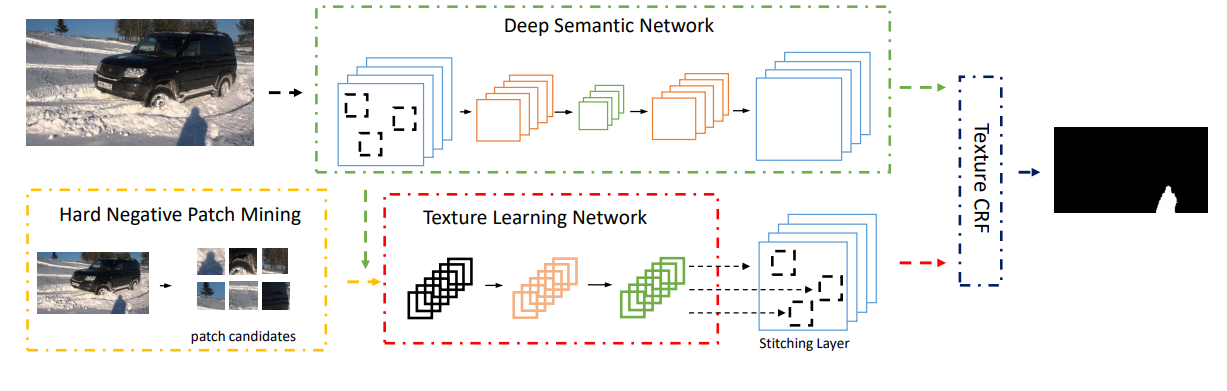 Deep Semantic Network
Texture CRF
Hard Negative Patch Mining
Texture Learning Network
patch candidates
Stitching Layer